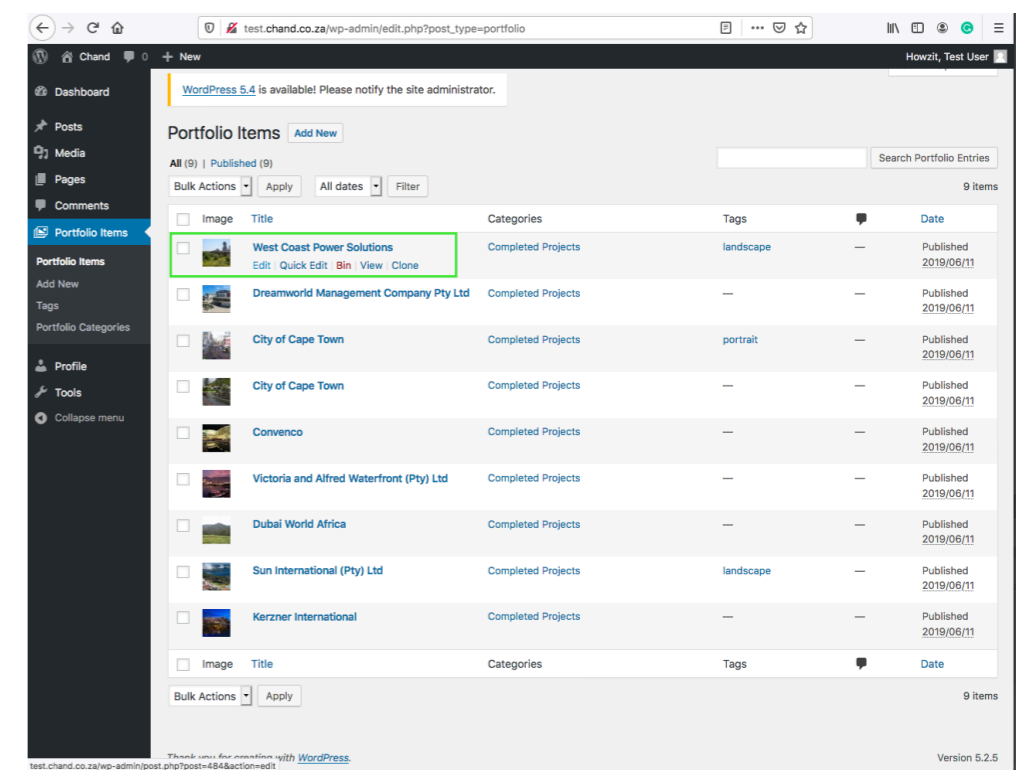 test.chand.co.za/wp-admin/edit.php?post_type=portfolio
Chand 0 + New Howzit, Test User
Dashboard
Posts
Media
Pages
Comments
Portfolio Items
Portfolio Items
Add New
Tags
Portfolio Categories
Profile
Tools
Collapse menu
WordPress 5.4 is available! Please notify the site administrator.
Portfolio Items Add New
All (9) | Published (9)
Search Portfolio Entries
Bulk Actions Apply All dates Filter 9 items
Image Title Categories Tags Date
West Coast Power Solutions Completed Projects landscape — Published
Edit | Quick Edit | Bin | View | Clone 2019/06/11
Dreamworld Management Company Pty Ltd Completed Projects — — Published
2019/06/11
City of Cape Town Completed Projects portrait — Published
2019/06/11
City of Cape Town Completed Projects — — Published
2019/06/11
Convenco Completed Projects — — Published
2019/06/11
Victoria and Alfred Waterfront (Pty) Ltd Completed Projects — — Published
2019/06/11
Dubai World Africa Completed Projects — — Published
2019/06/11
Sun International (Pty) Ltd Completed Projects landscape — Published
2019/06/11
Kerzner International Completed Projects — — Published
2019/06/11
Image Title Categories Tags Date
Bulk Actions Apply 9 items
Thank you for creating with WordPress. Version 5.2.5
test.chand.co.za/wp-admin/post.php?post=484&action=edit